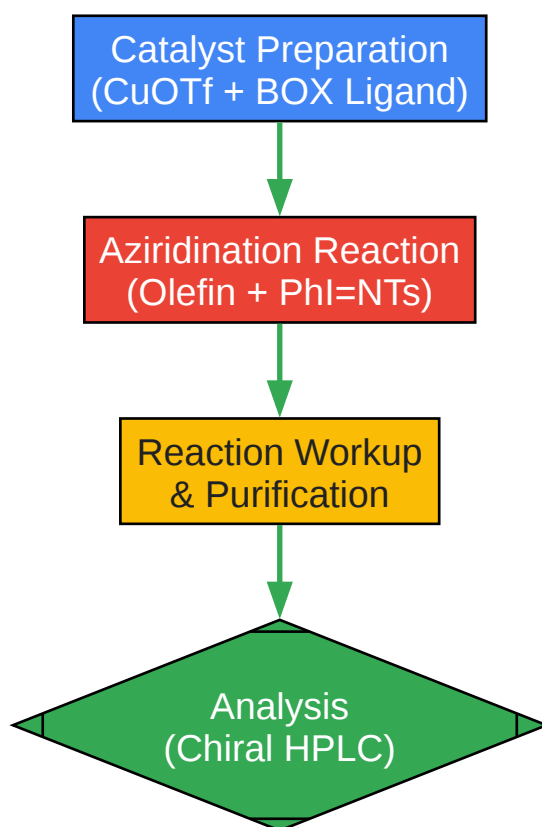 Catalyst Preparation
(CuOTf + BOX Ligand)
Aziridination Reaction
(Olefin + PhI=NTs)
Reaction Workup
& Purification
Analysis
(Chiral HPLC)